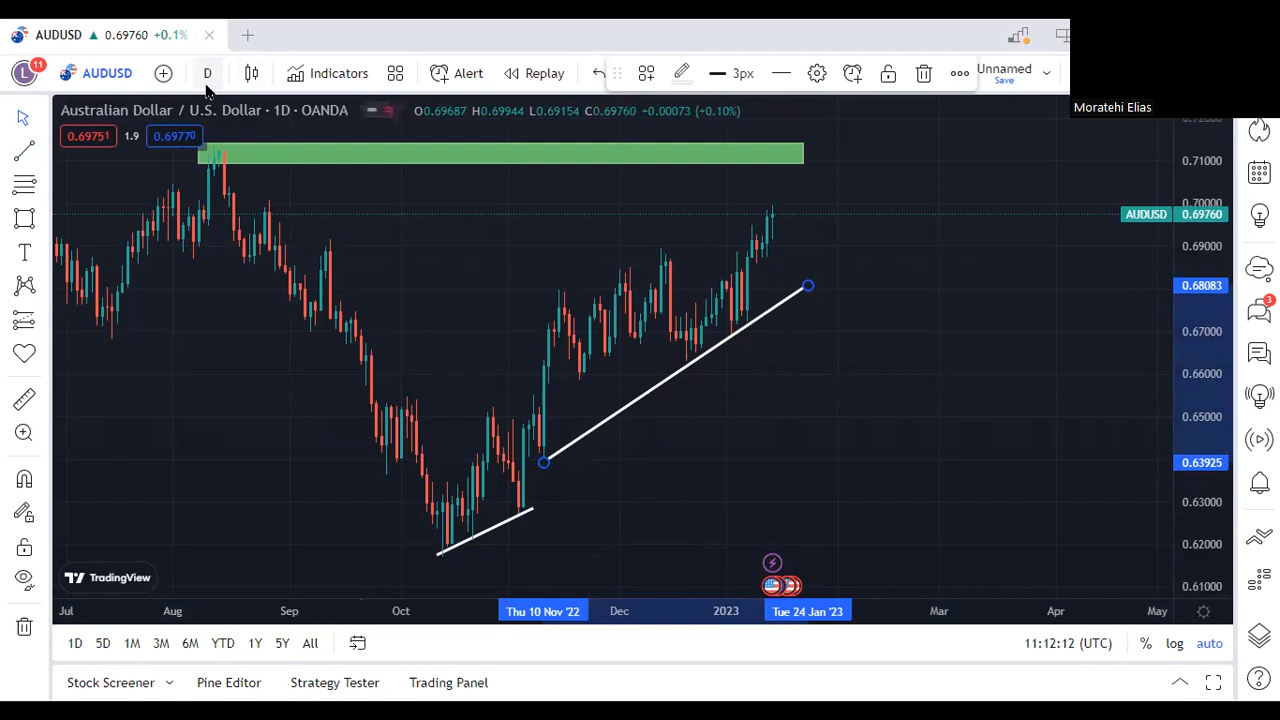 AUDUSD ▲ 0.69760 +0.1%
L 11 AUDUSD D Indicators Alert Replay 3px Unnamed
Save
Moratehi Elias
Australian Dollar / U.S. Dollar · 1D · OANDA O0.69687 H0.69944 L0.69154 C0.69760 +0.00073 (+0.10%)
0.69751 1.9 0.69770
0.71000
0.70000
AUDUSD 0.69760
0.69000
0.68083
0.67000
0.66000
0.65000
0.63925
0.63000
0.62000
0.61000
3
TradingView
Jul Aug Sep Oct Thu 10 Nov '22 Dec 2023 Tue 24 Jan '23 Mar Apr May
1D 5D 1M 3M 6M YTD 1Y 5Y All 11:12:12 (UTC) % log auto
Stock Screener Pine Editor Strategy Tester Trading Panel